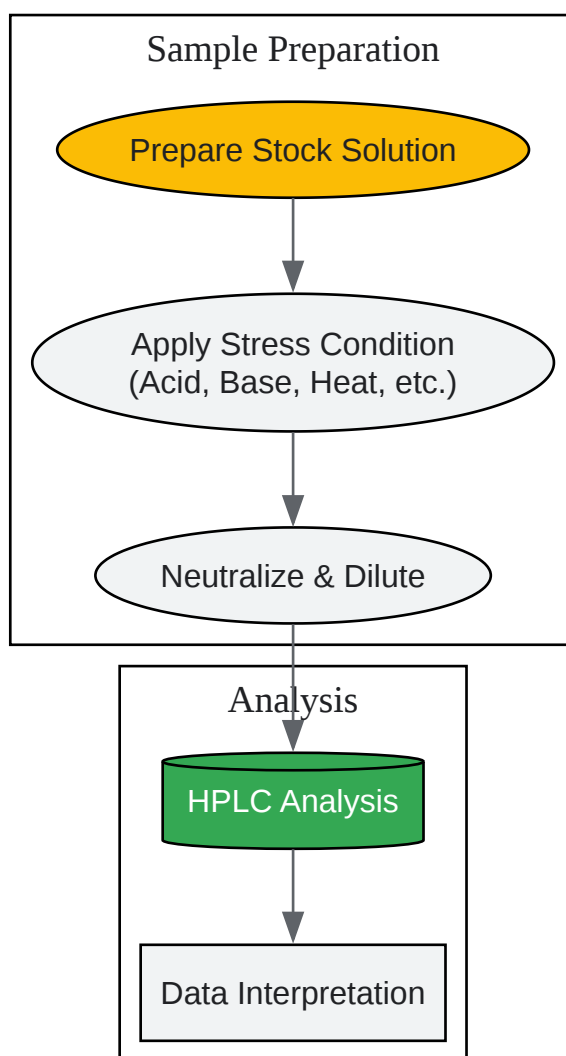 Sample Preparation
Prepare Stock Solution
Apply Stress Condition
(Acid, Base, Heat, etc.)
Neutralize & Dilute
Analysis
HPLC Analysis
Data Interpretation